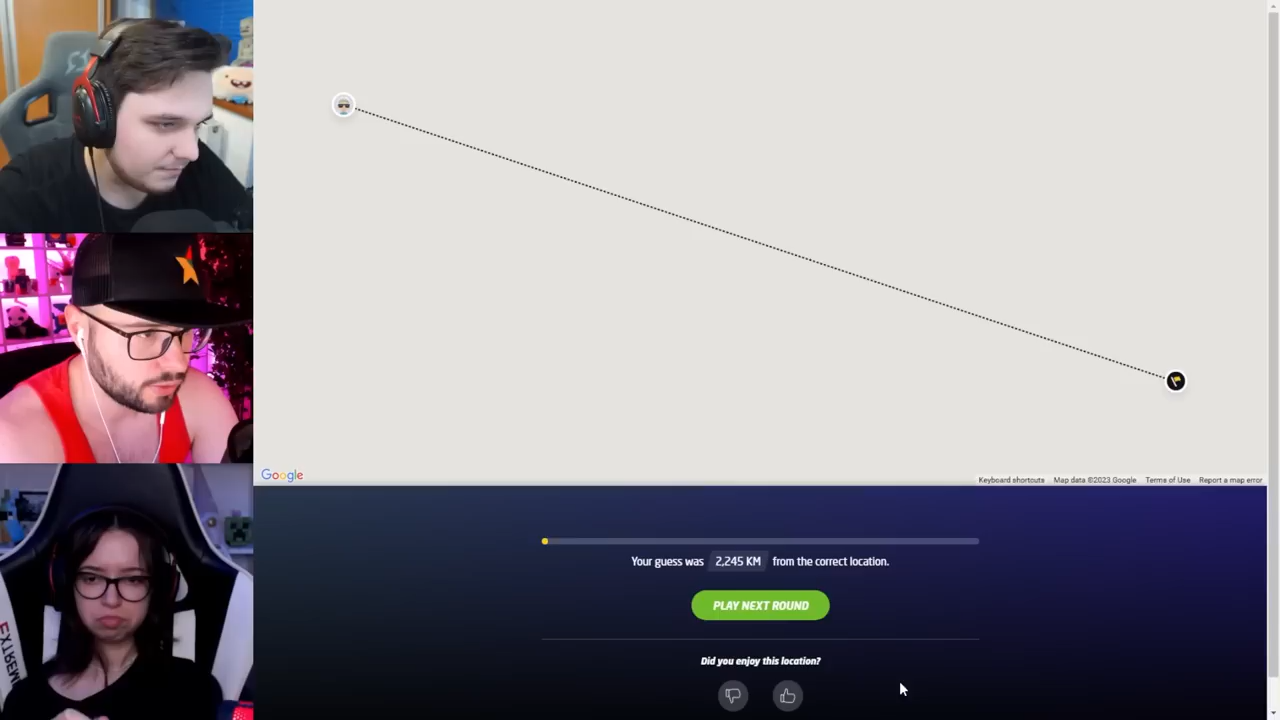 Google
Keyboard shortcuts
Map data ©2023 Google
Terms of Use
Report a map error
Your guess was 2,245 KM from the correct location.
PLAY NEXT ROUND
Did you enjoy this location?
EXTREME